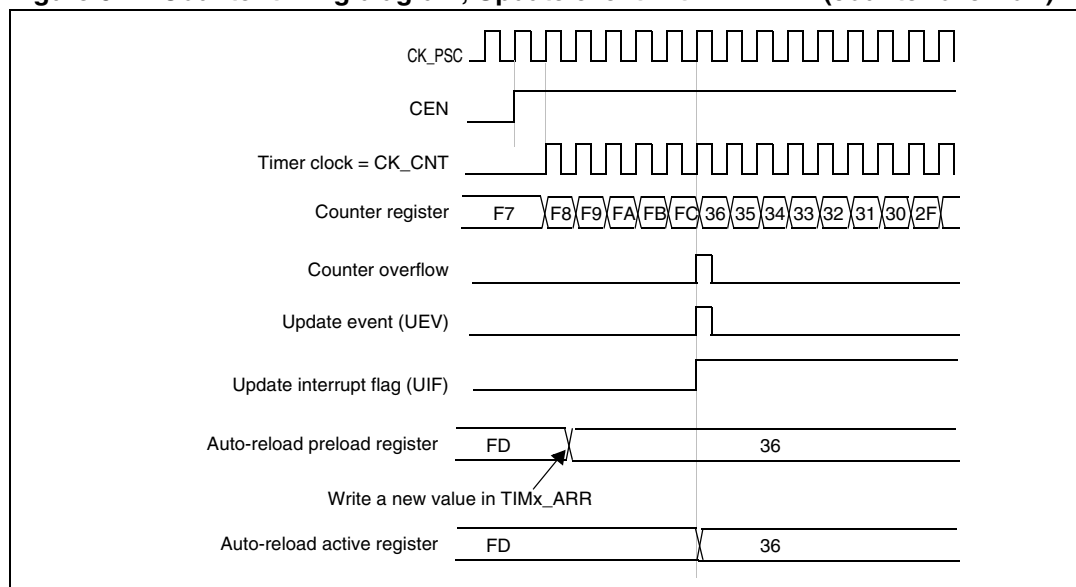 CK_PSC
CEN
Timer clock = CK_CNT
Counter register F7 F8 F9 FA FB FC 36 35 34 33 32 31 30 2F
Counter overflow
Update event (UEV)
Update interrupt flag (UIF)
Auto-reload preload register FD 36
Write a new value in TIMx_ARR
Auto-reload active register FD 36